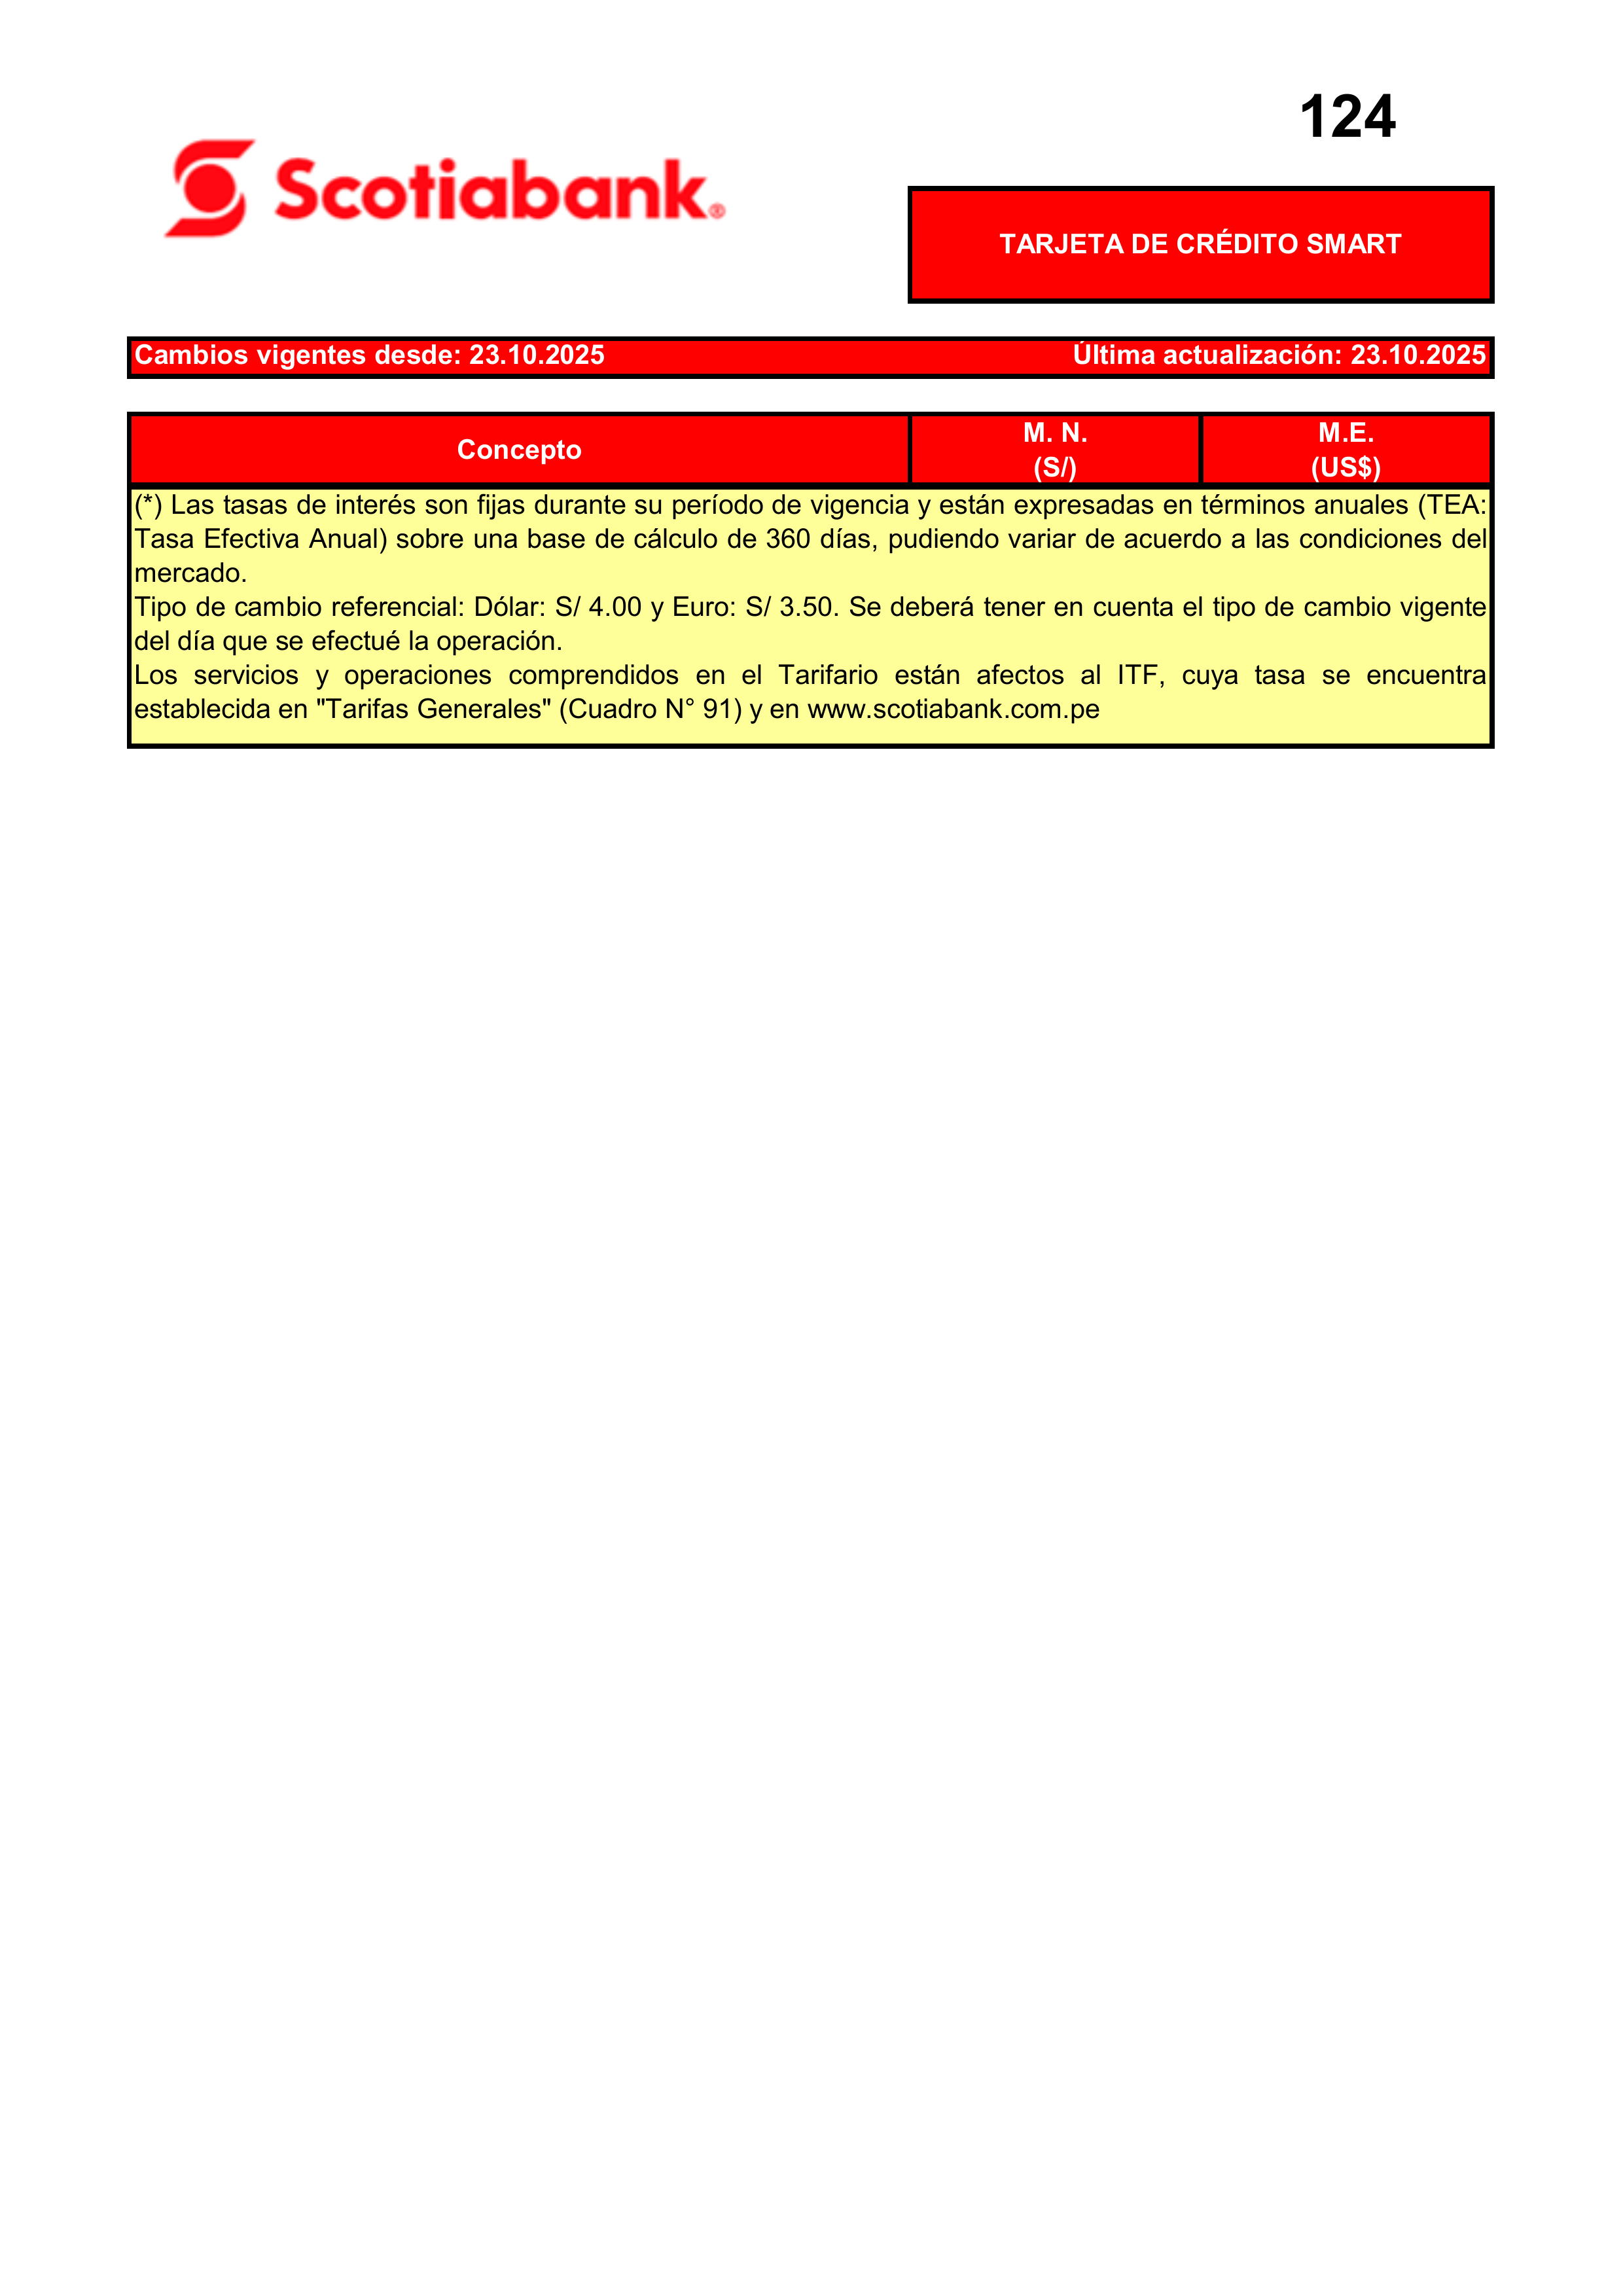 124
Scotiabank®
TARJETA DE CRÉDITO SMART
Cambios vigentes desde: 23.10.2025 Última actualización: 23.10.2025
Concepto
M. N.
(S/)
M.E.
(US$)
(*) Las tasas de interés son fijas durante su período de vigencia y están expresadas en términos anuales (TEA:
Tasa Efectiva Anual) sobre una base de cálculo de 360 días, pudiendo variar de acuerdo a las condiciones del
mercado.
Tipo de cambio referencial: Dólar: S/ 4.00 y Euro: S/ 3.50. Se deberá tener en cuenta el tipo de cambio vigente
del día que se efectué la operación.
Los servicios y operaciones comprendidos en el Tarifario están afectos al ITF, cuya tasa se encuentra
establecida en "Tarifas Generales" (Cuadro N° 91) y en www.scotiabank.com.pe